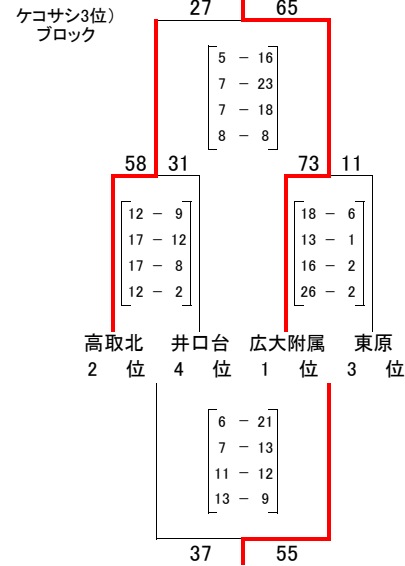 ケコサシ3位)
ブロック
27 65
5 － 16
7 － 23
7 － 18
8 － 8
58 31 73 11
12 － 9 18 － 6
17 － 12 13 － 1
17 － 8 16 － 2
12 － 2 26 － 2
高取北 井口台 広大附属 東原
2 位 4 位 1 位 3 位
6 － 21
7 － 13
11 － 12
13 － 9
37 55